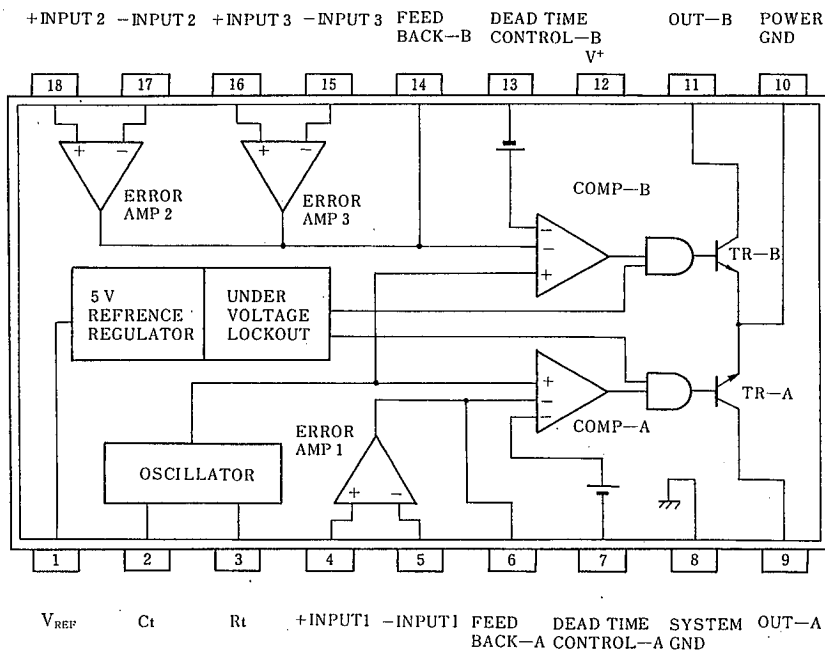 +INPUT 2 −INPUT 2 +INPUT 3 −INPUT 3 FEED BACK—B DEAD TIME CONTROL—B V+ OUT—B POWER GND
18 17 16 15 14 13 12 11 10
+ − + −
ERROR AMP 2
ERROR AMP 3
COMP—B
−
−
+
TR—B
5 V REFRENCE REGULATOR
UNDER VOLTAGE LOCKOUT
+
−
−
COMP—A
TR—A
ERROR AMP 1
+ −
OSCILLATOR
1 2 3 4 5 6 7 8 9
VREF Ct Rt +INPUT1 −INPUT1 FEED BACK—A DEAD TIME CONTROL—A SYSTEM GND OUT—A